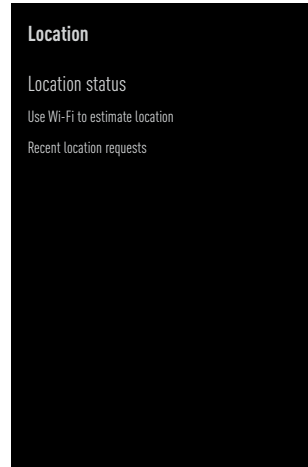 Location
Location status
Use Wi-Fi to estimate location
Recent location requests